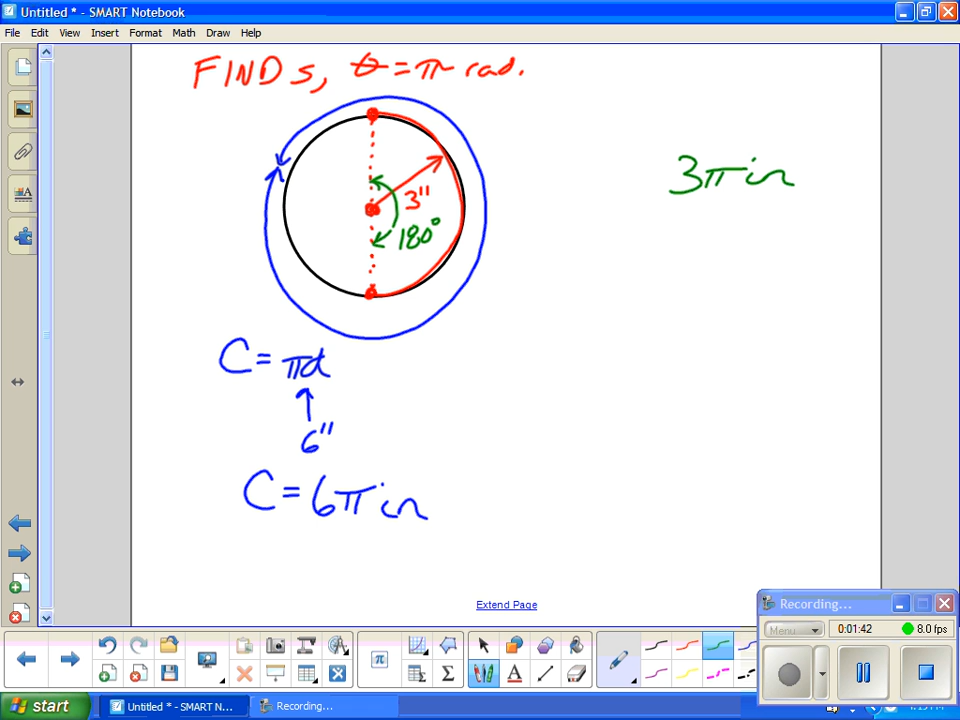 Untitled * - SMART Notebook
File Edit View Insert Format Math Draw Help
FIND s, θ = π rad.
3"
180°
3π in
C = πd
6"
C = 6π in
Extend Page
Recording...
Menu
0:01:42
8.0 fps
start
Untitled * - SMART N...
Recording...